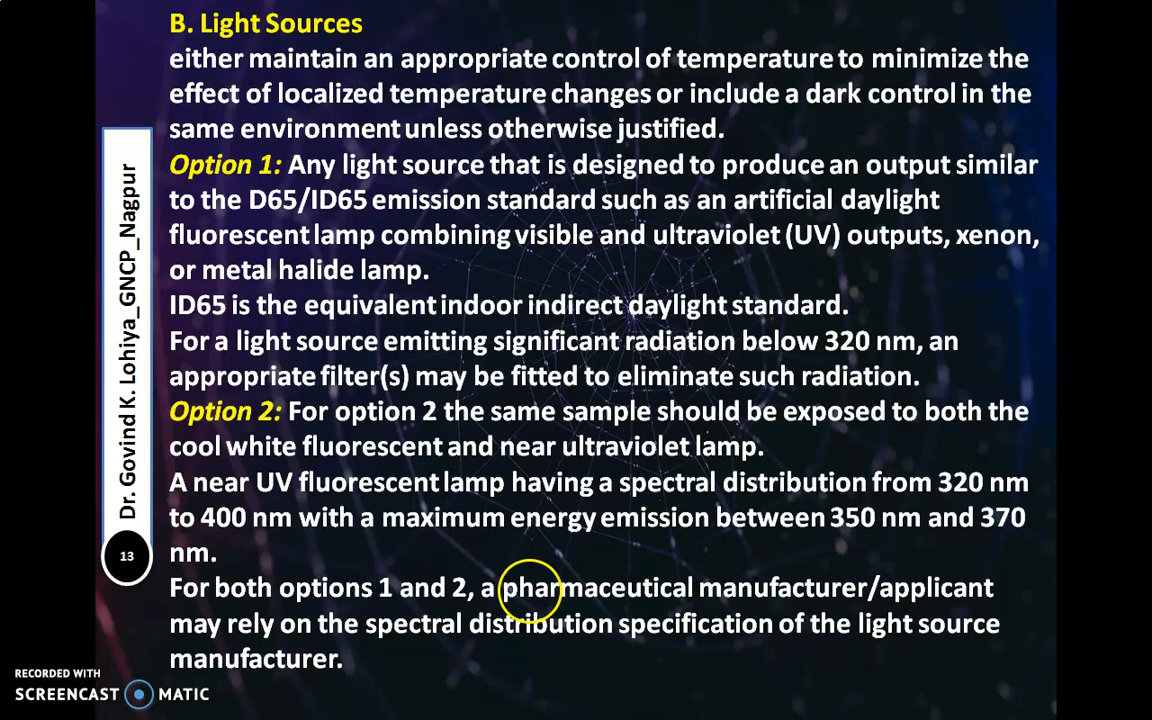 B. Light Sources
either maintain an appropriate control of temperature to minimize the
effect of localized temperature changes or include a dark control in the
same environment unless otherwise justified.
Option 1: Any light source that is designed to produce an output similar
to the D65/ID65 emission standard such as an artificial daylight
fluorescent lamp combining visible and ultraviolet (UV) outputs, xenon,
or metal halide lamp.
ID65 is the equivalent indoor indirect daylight standard.
For a light source emitting significant radiation below 320 nm, an
appropriate filter(s) may be fitted to eliminate such radiation.
Option 2: For option 2 the same sample should be exposed to both the
cool white fluorescent and near ultraviolet lamp.
A near UV fluorescent lamp having a spectral distribution from 320 nm
to 400 nm with a maximum energy emission between 350 nm and 370
nm.
For both options 1 and 2, a pharmaceutical manufacturer/applicant
may rely on the spectral distribution specification of the light source
manufacturer.
Dr. Govind K. Lohiya_GNCP_Nagpur
13
RECORDED WITH
SCREENCAST MATIC